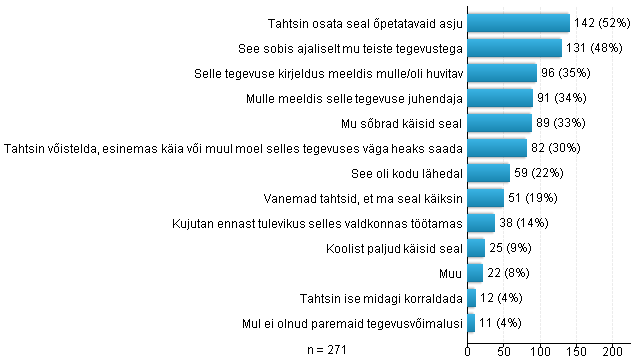 Tahtsin osata seal õpetatavaid asju 142 (52%)
See sobis ajaliselt mu teiste tegevustega 131 (48%)
Selle tegevuse kirjeldus meeldis mulle/oli huvitav 96 (35%)
Mulle meeldis selle tegevuse juhendaja 91 (34%)
Mu sõbrad käisid seal 89 (33%)
Tahtsin võistelda, esinemas käia või muul moel selles tegevuses väga heaks saada 82 (30%)
See oli kodu lähedal 59 (22%)
Vanemad tahtsid, et ma seal käiksin 51 (19%)
Kujutan ennast tulevikus selles valdkonnas töötamas 38 (14%)
Koolist paljud käisid seal 25 (9%)
Muu 22 (8%)
Tahtsin ise midagi korraldada 12 (4%)
Mul ei olnud paremaid tegevusvõimalusi 11 (4%)
n = 271 0 50 100 150 200